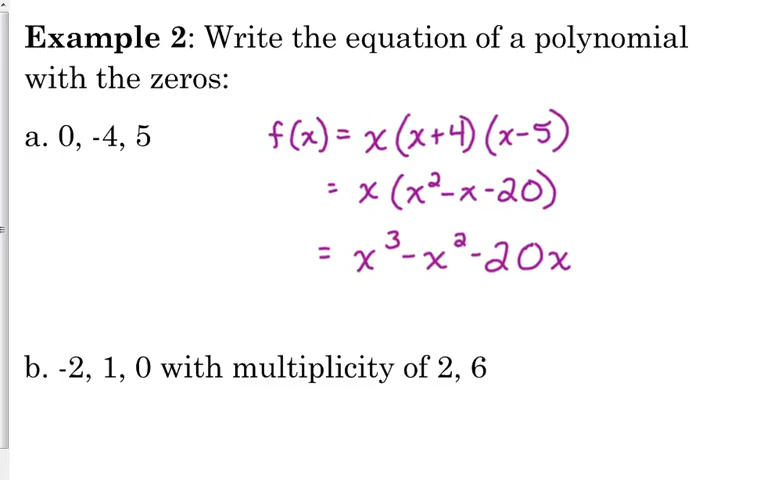 Example 2: Write the equation of a polynomial
with the zeros:
a. 0, -4, 5 f(x) = x(x+4)(x-5)
= x(x²-x-20)
= x³-x²-20x
b. -2, 1, 0 with multiplicity of 2, 6